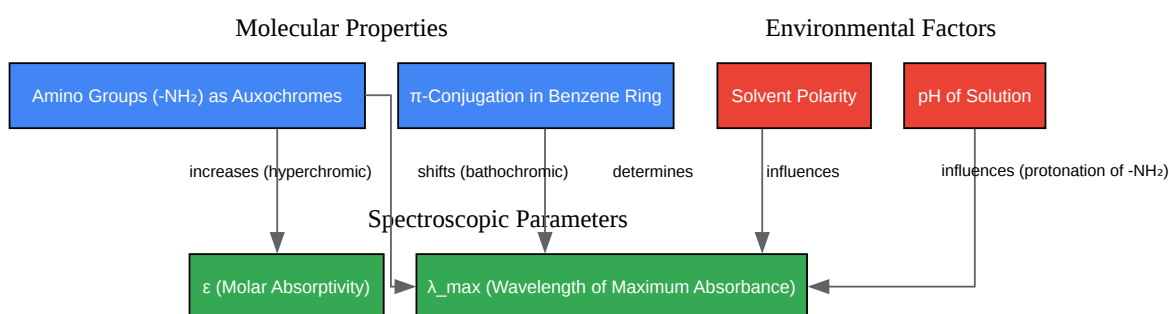 Molecular Properties
Environmental Factors
Amino Groups (-NH₂) as Auxochromes
π-Conjugation in Benzene Ring
Solvent Polarity
pH of Solution
increases (hyperchromic)
shifts (bathochromic)
determines
influences
influences (protonation of -NH₂)
Spectroscopic Parameters
ε (Molar Absorptivity)
λ_max (Wavelength of Maximum Absorbance)